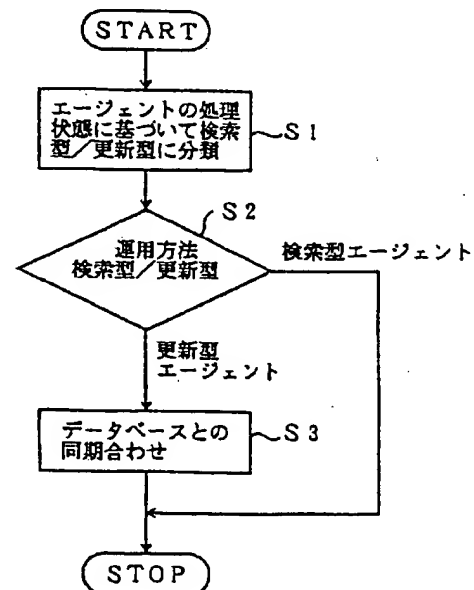 START
エージェントの処理
状態に基づいて検索
型／更新型に分類
S1
S2
運用方法
検索型／更新型
検索型エージェント
更新型
エージェント
データベースとの
同期合わせ
S3
STOP